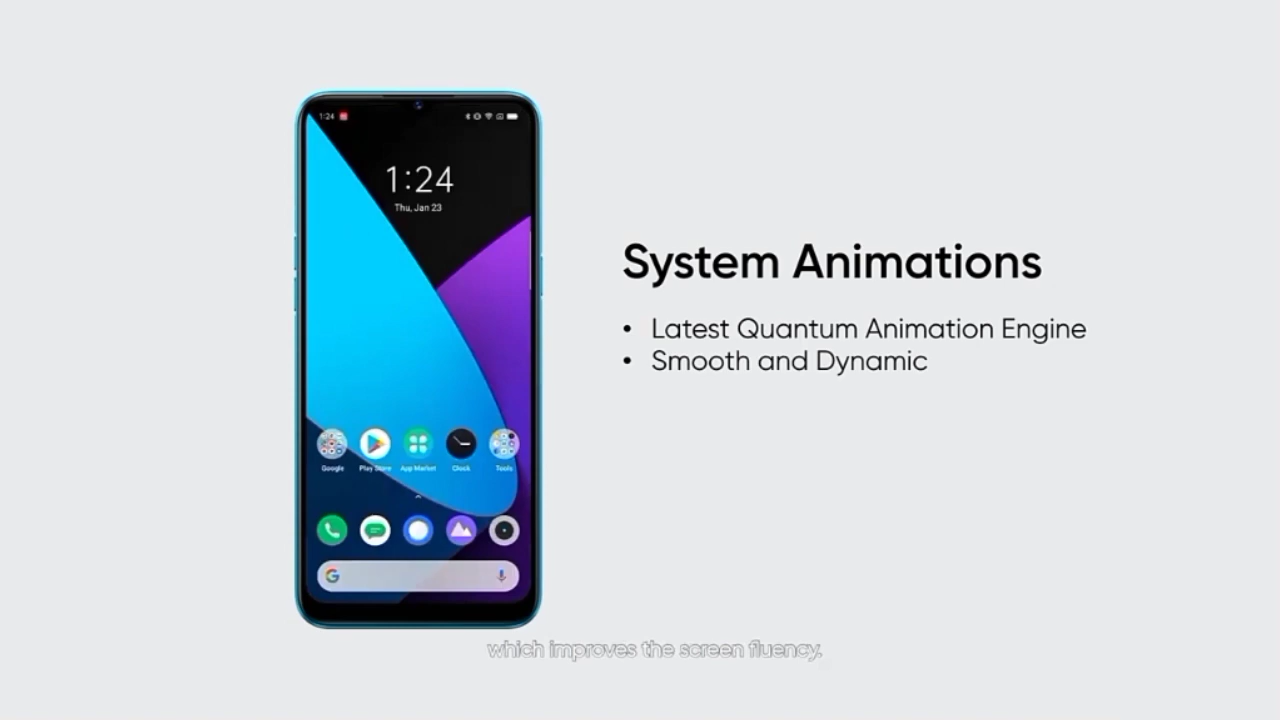 1:24
1:24
Thu, Jan 23
System Animations
• Latest Quantum Animation Engine
• Smooth and Dynamic
Google Play Store App Market Clock Tools
G
which improves the screen fluency.